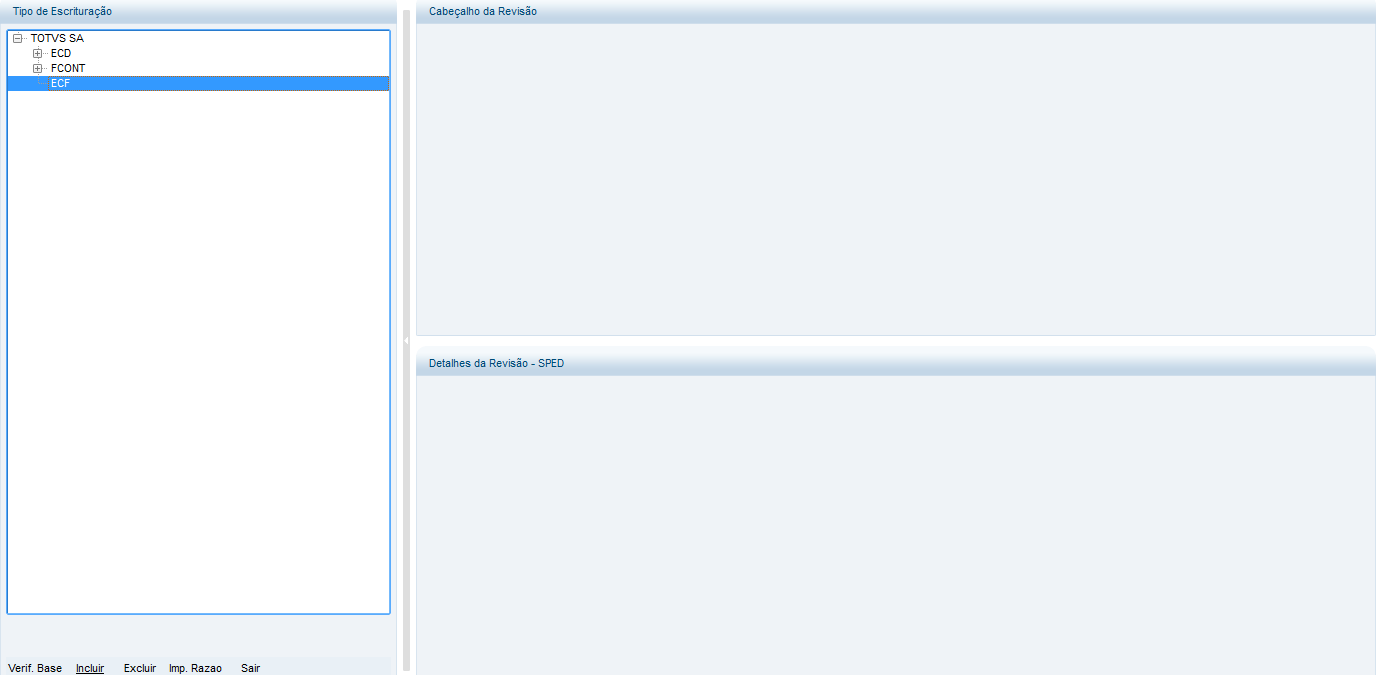 Tipo de Escrituração
TOTVS SA
ECD
FCONT
ECF
Verif. Base Incluir Excluir Imp. Razao Sair
Cabeçalho da Revisão
Detalhes da Revisão - SPED